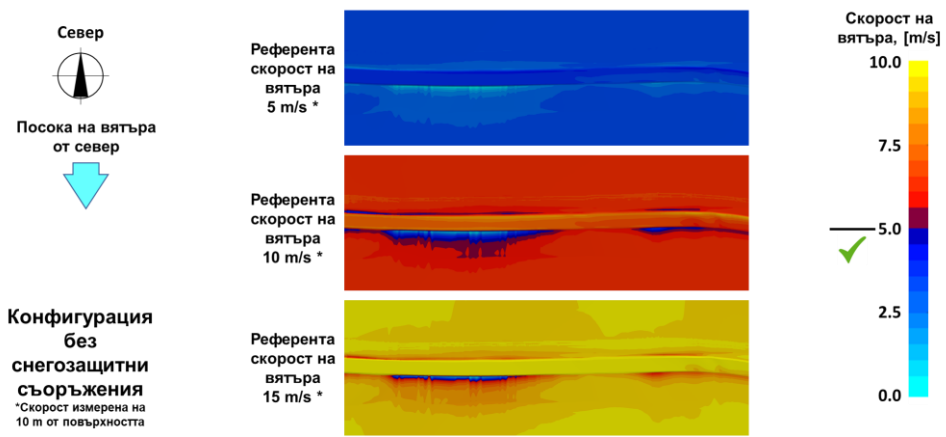 Север
Посока на вятъра
от север
Конфигурация
без
снегозащитни
съоръжения
*Скорост измерена на
10 m от повърхността
Референта
скорост на
вятъра
5 m/s *
Референта
скорост на
вятъра
10 m/s *
Референта
скорост на
вятъра
15 m/s *
Скорост на
вятъра, [m/s]
10.0
7.5
5.0
2.5
0.0